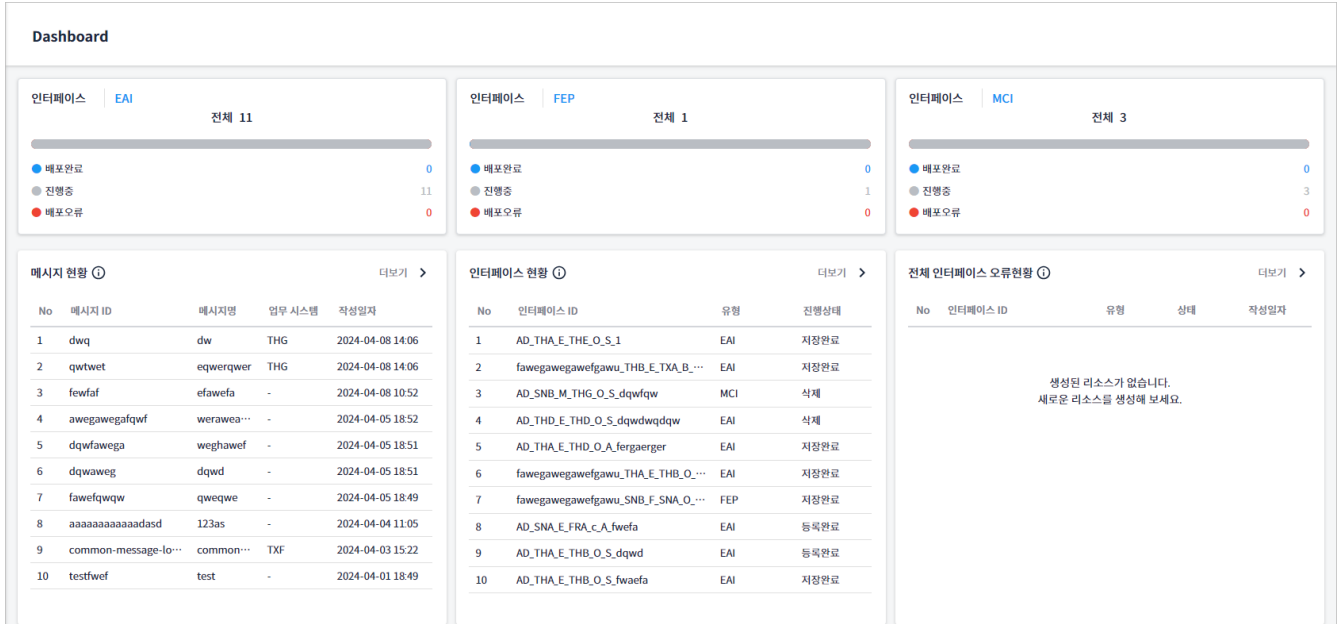 Dashboard
인터페이스 EAI
전체 11
배포완료 0
진행중 11
배포오류 0
인터페이스 FEP
전체 1
배포완료 0
진행중 1
배포오류 0
인터페이스 MCI
전체 3
배포완료 0
진행중 3
배포오류 0
메시지 현황 더보기
No 메시지 ID 메시지명 업무 시스템 작성일자
1 dwq dw THG 2024-04-08 14:06
2 qwtwet eqwerqwer THG 2024-04-08 14:06
3 fewfaf efawefa - 2024-04-08 10:52
4 awegawegafqwf werawea··· - 2024-04-05 18:52
5 dqwfawega weghawef - 2024-04-05 18:51
6 dqwaweg dqwd - 2024-04-05 18:51
7 fawefqwqw qweqwe - 2024-04-05 18:49
8 aaaaaaaaaaaadasd 123as - 2024-04-04 11:05
9 common-message-lo··· common··· TXF 2024-04-03 15:22
10 testfwef test - 2024-04-01 18:49
인터페이스 현황 더보기
No 인터페이스 ID 유형 진행상태
1 AD_THA_E_THE_O_S_1 EAI 저장완료
2 fawegawegawefgawu_THB_E_TXA_B_··· EAI 저장완료
3 AD_SNB_M_THG_O_S_dqwfqw MCI 삭제
4 AD_THD_E_THD_O_S_dqwdwqdqw EAI 삭제
5 AD_THA_E_THD_O_A_fergaerger EAI 저장완료
6 fawegawegawefgawu_THA_E_THB_O_··· EAI 저장완료
7 fawegawegawefgawu_SNB_F_SNA_O_··· FEP 저장완료
8 AD_SNA_E_FRA_c_A_fwefa EAI 등록완료
9 AD_THA_E_THB_O_S_dqwd EAI 등록완료
10 AD_THA_E_THB_O_S_fwaefa EAI 저장완료
전체 인터페이스 오류현황 더보기
No 인터페이스 ID 유형 상태 작성일자
생성된 리소스가 없습니다.
새로운 리소스를 생성해 보세요.